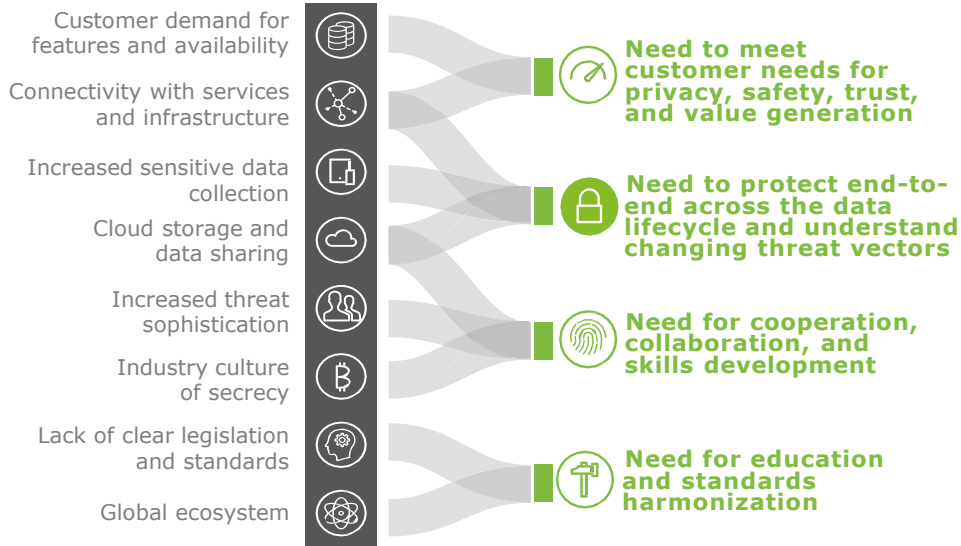 Customer demand for
features and availability
Connectivity with services
and infrastructure
Increased sensitive data
collection
Cloud storage and
data sharing
Increased threat
sophistication
Industry culture
of secrecy
Lack of clear legislation
and standards
Global ecosystem
Need to meet
customer needs for
privacy, safety, trust,
and value generation
Need to protect end-to-
end across the data
lifecycle and understand
changing threat vectors
Need for cooperation,
collaboration, and
skills development
Need for education
and standards
harmonization